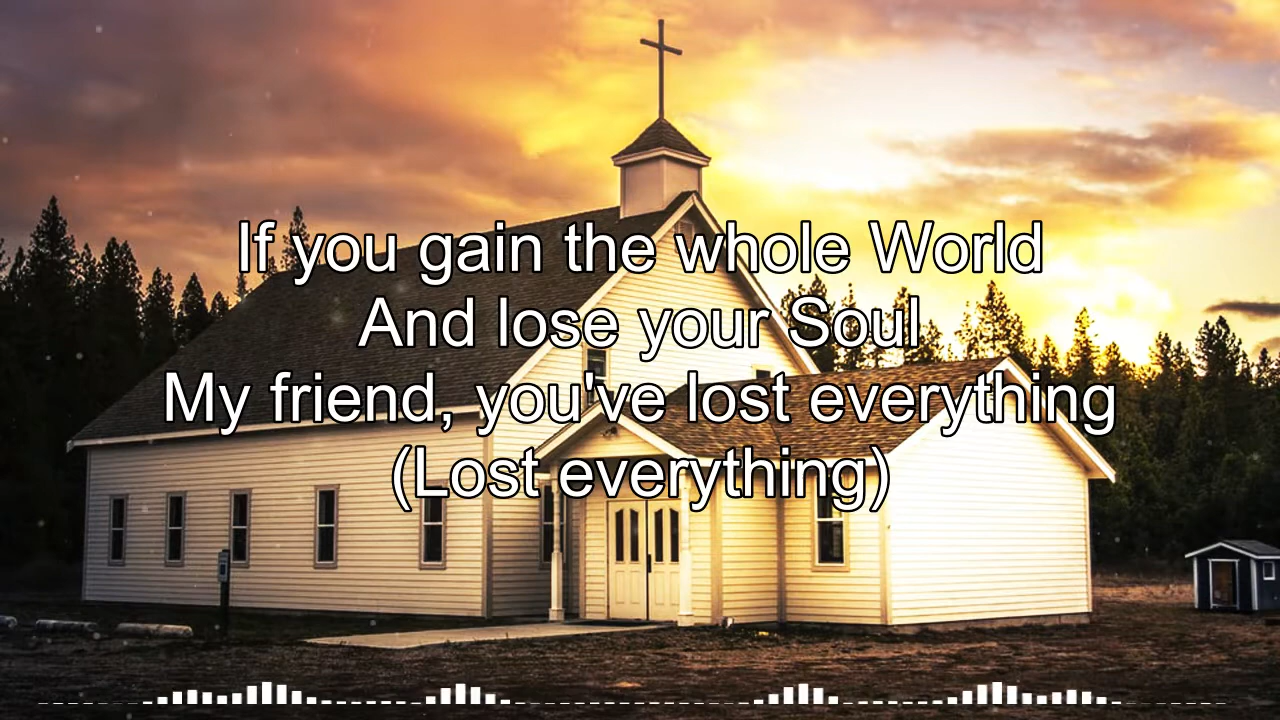 If you gain the whole World
And lose your Soul
My friend, you've lost everything
(Lost everything)